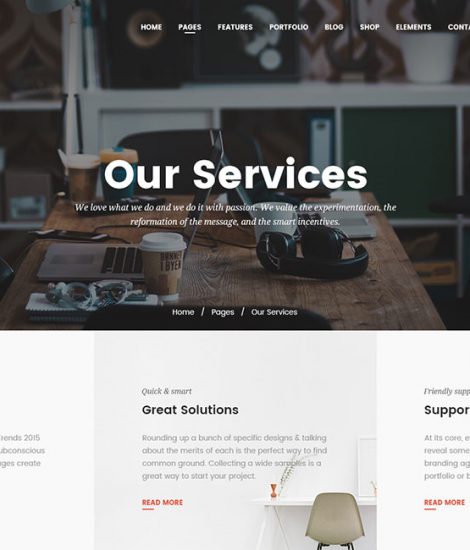 HOME PAGES FEATURES PORTFOLIO BLOG SHOP ELEMENTS CONTA
Our Services
We love what we do and we do it with passion. We value the experimentation, the
reformation of the message, and the smart incentives.
Home / Pages / Our Services
Quick & smart
Great Solutions
Rounding up a bunch of specific designs & talking
about the merits of each is the perfect way to find
common ground. Collecting a wide samples is a
great way to start your project.
READ MORE
Trends 2015
ubconscious
ages create
Friendly supp
Suppor
At its core, e
reveal some
branding ag
portfolio or b
READ MORE